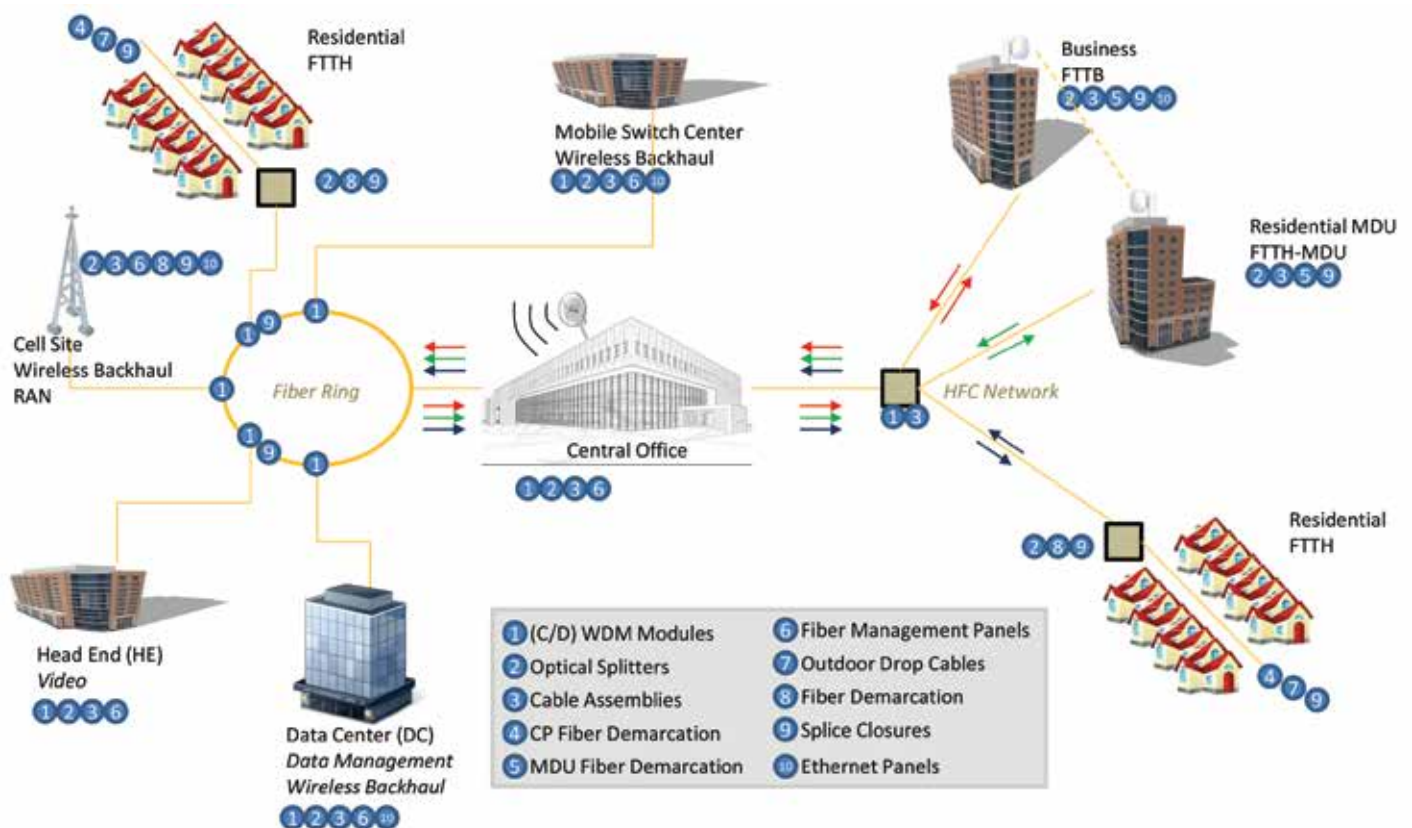 4 7 9
Residential
FTTH
2 8 9
Mobile Switch Center
Wireless Backhaul
1 2 3 6 10
Business
FTTB
2 3 5 9 10
Residential MDU
FTTH-MDU
2 3 5 9
2 3 6 8 9 10
Cell Site
Wireless Backhaul
RAN
1 9 1
1
1 9 1
Fiber Ring
Central Office
1 2 3 6
HFC Network
1 3
Residential
FTTH
2 8 9
4 7 9
Head End (HE)
Video
1 2 3 6
Data Center (DC)
Data Management
Wireless Backhaul
1 2 3 6 10
1 (C/D) WDM Modules
2 Optical Splitters
3 Cable Assemblies
4 CP Fiber Demarcation
5 MDU Fiber Demarcation
6 Fiber Management Panels
7 Outdoor Drop Cables
8 Fiber Demarcation
9 Splice Closures
10 Ethernet Panels